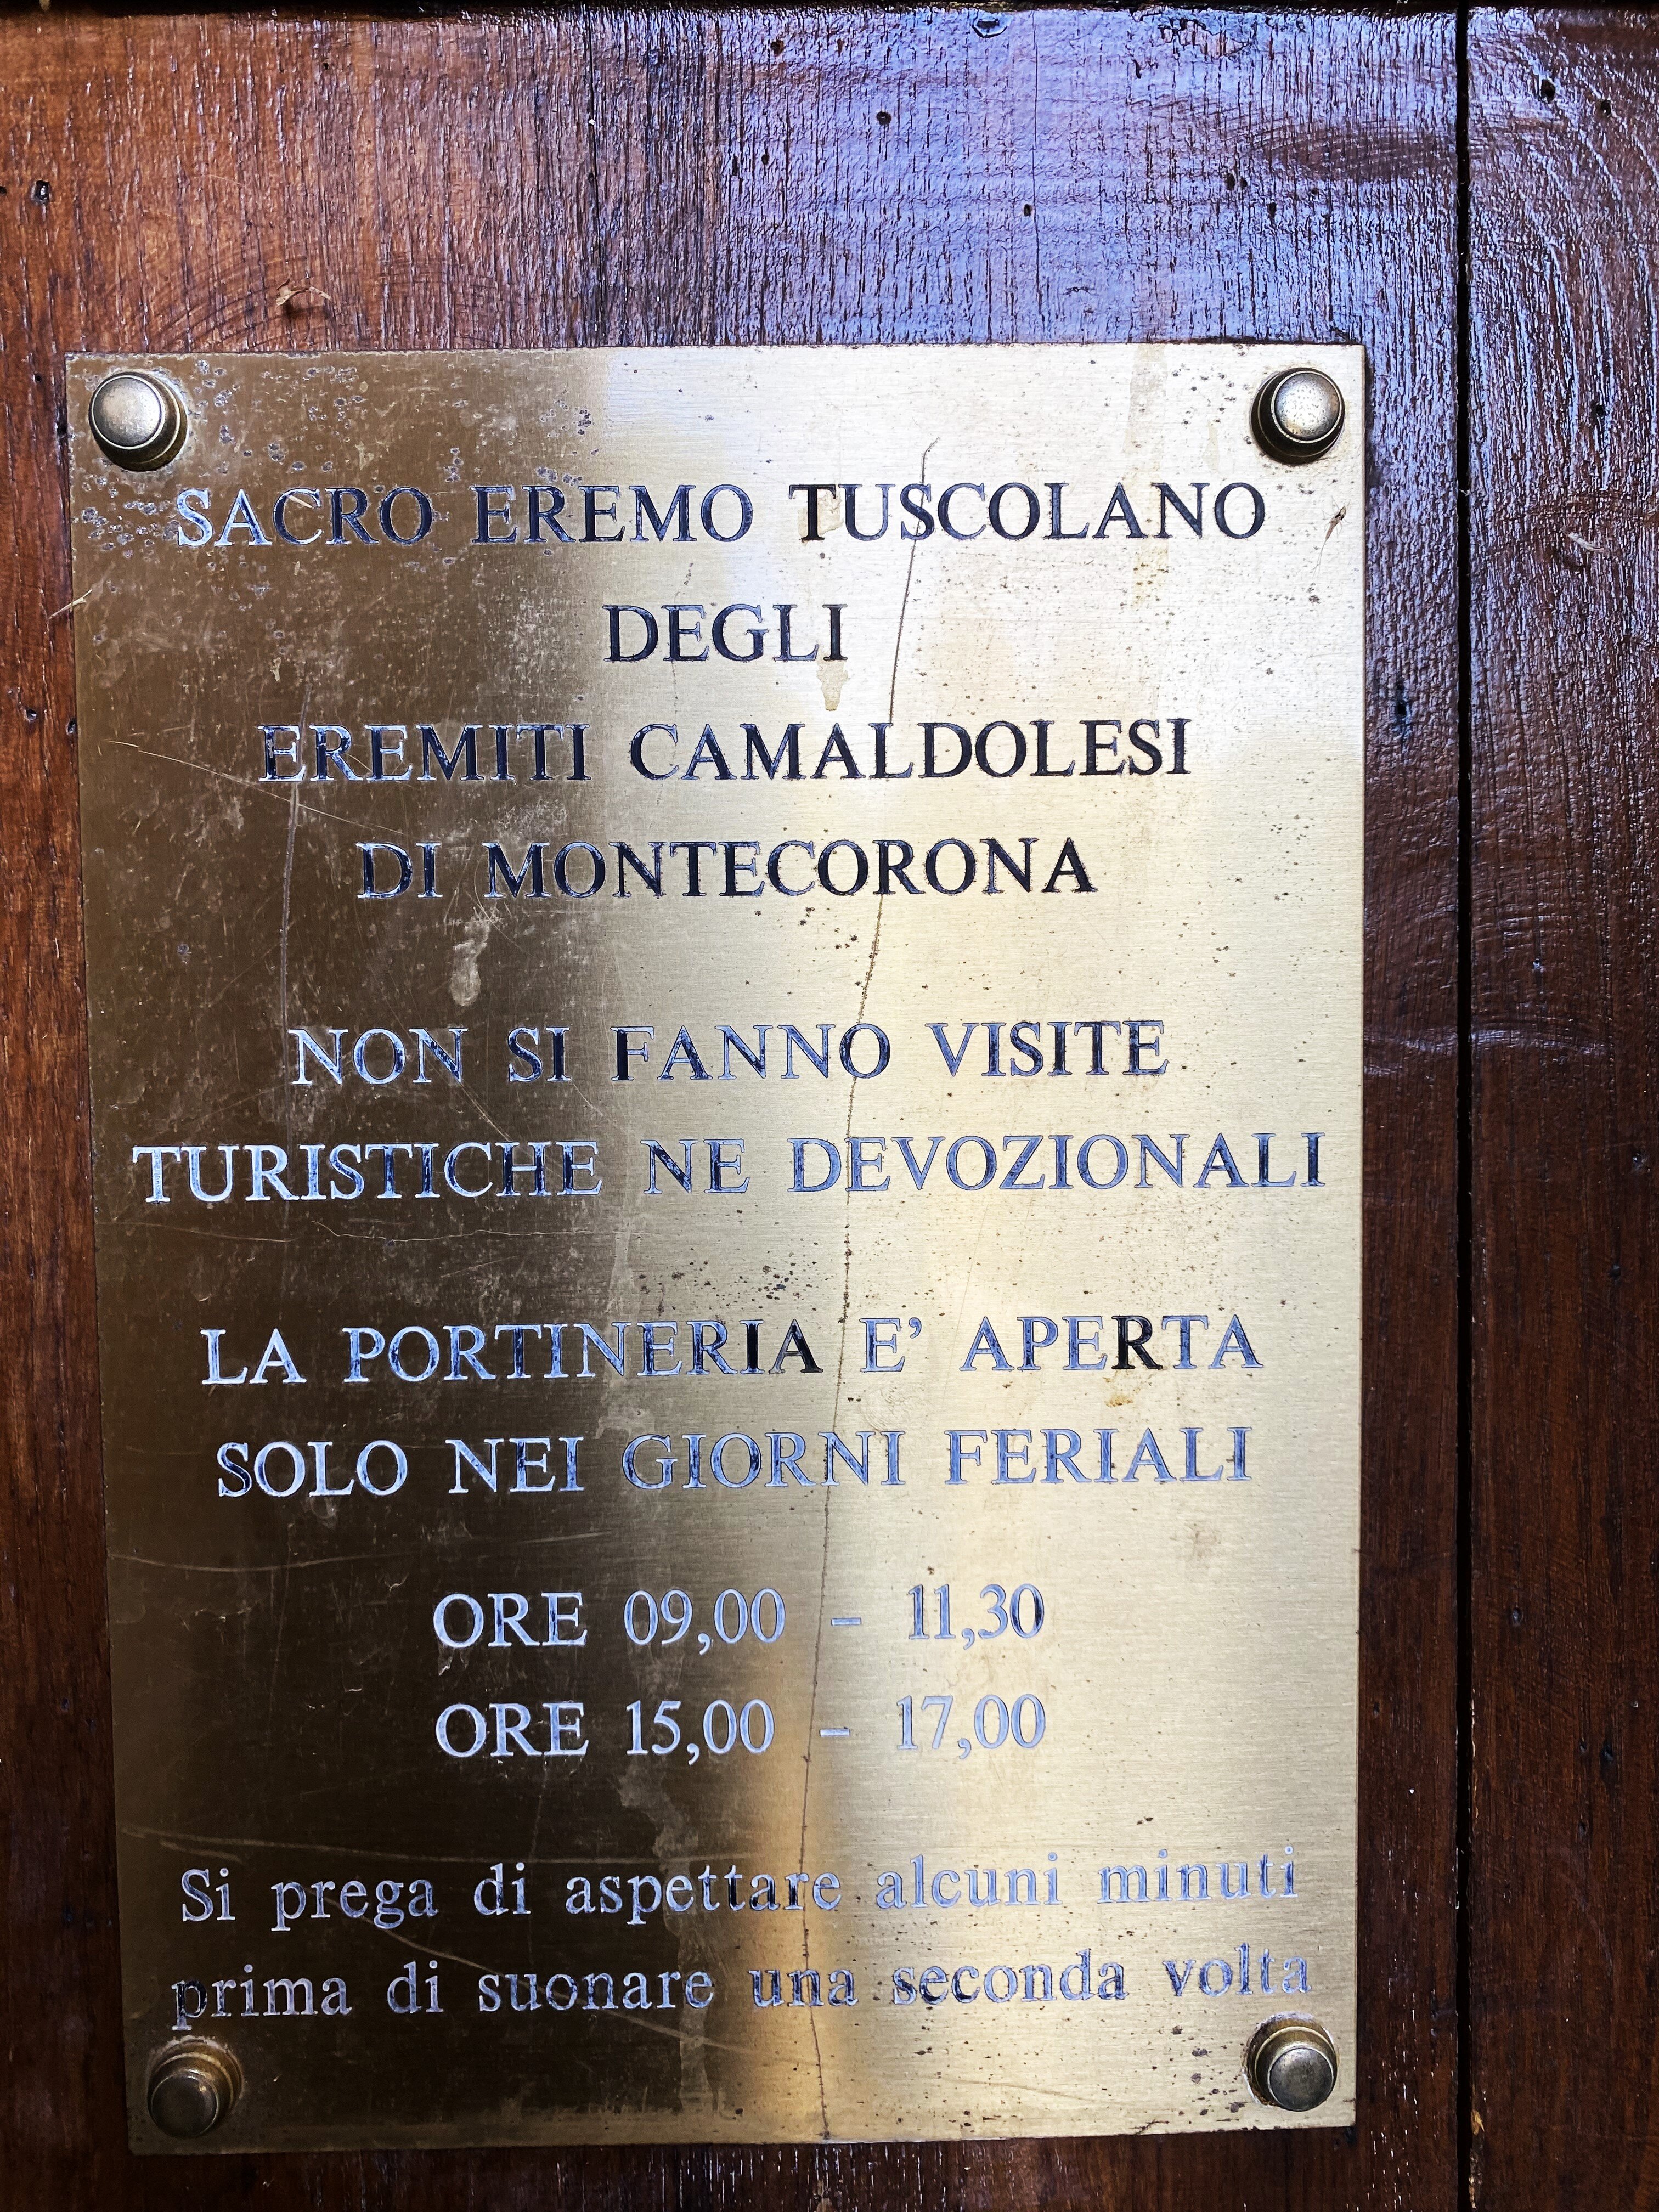 SACRO EREMO TUSCOLANO
DEGLI
EREMITI CAMALDOLESI
DI MONTECORONA
NON SI FANNO VISITE
TURISTICHE NE DEVOZIONALI
LA PORTINERIA E' APERTA
SOLO NEI GIORNI FERIALI
ORE 09,00 - 11,30
ORE 15,00 - 17,00
Si prega di aspettare alcuni minuti
prima di suonare una seconda volta